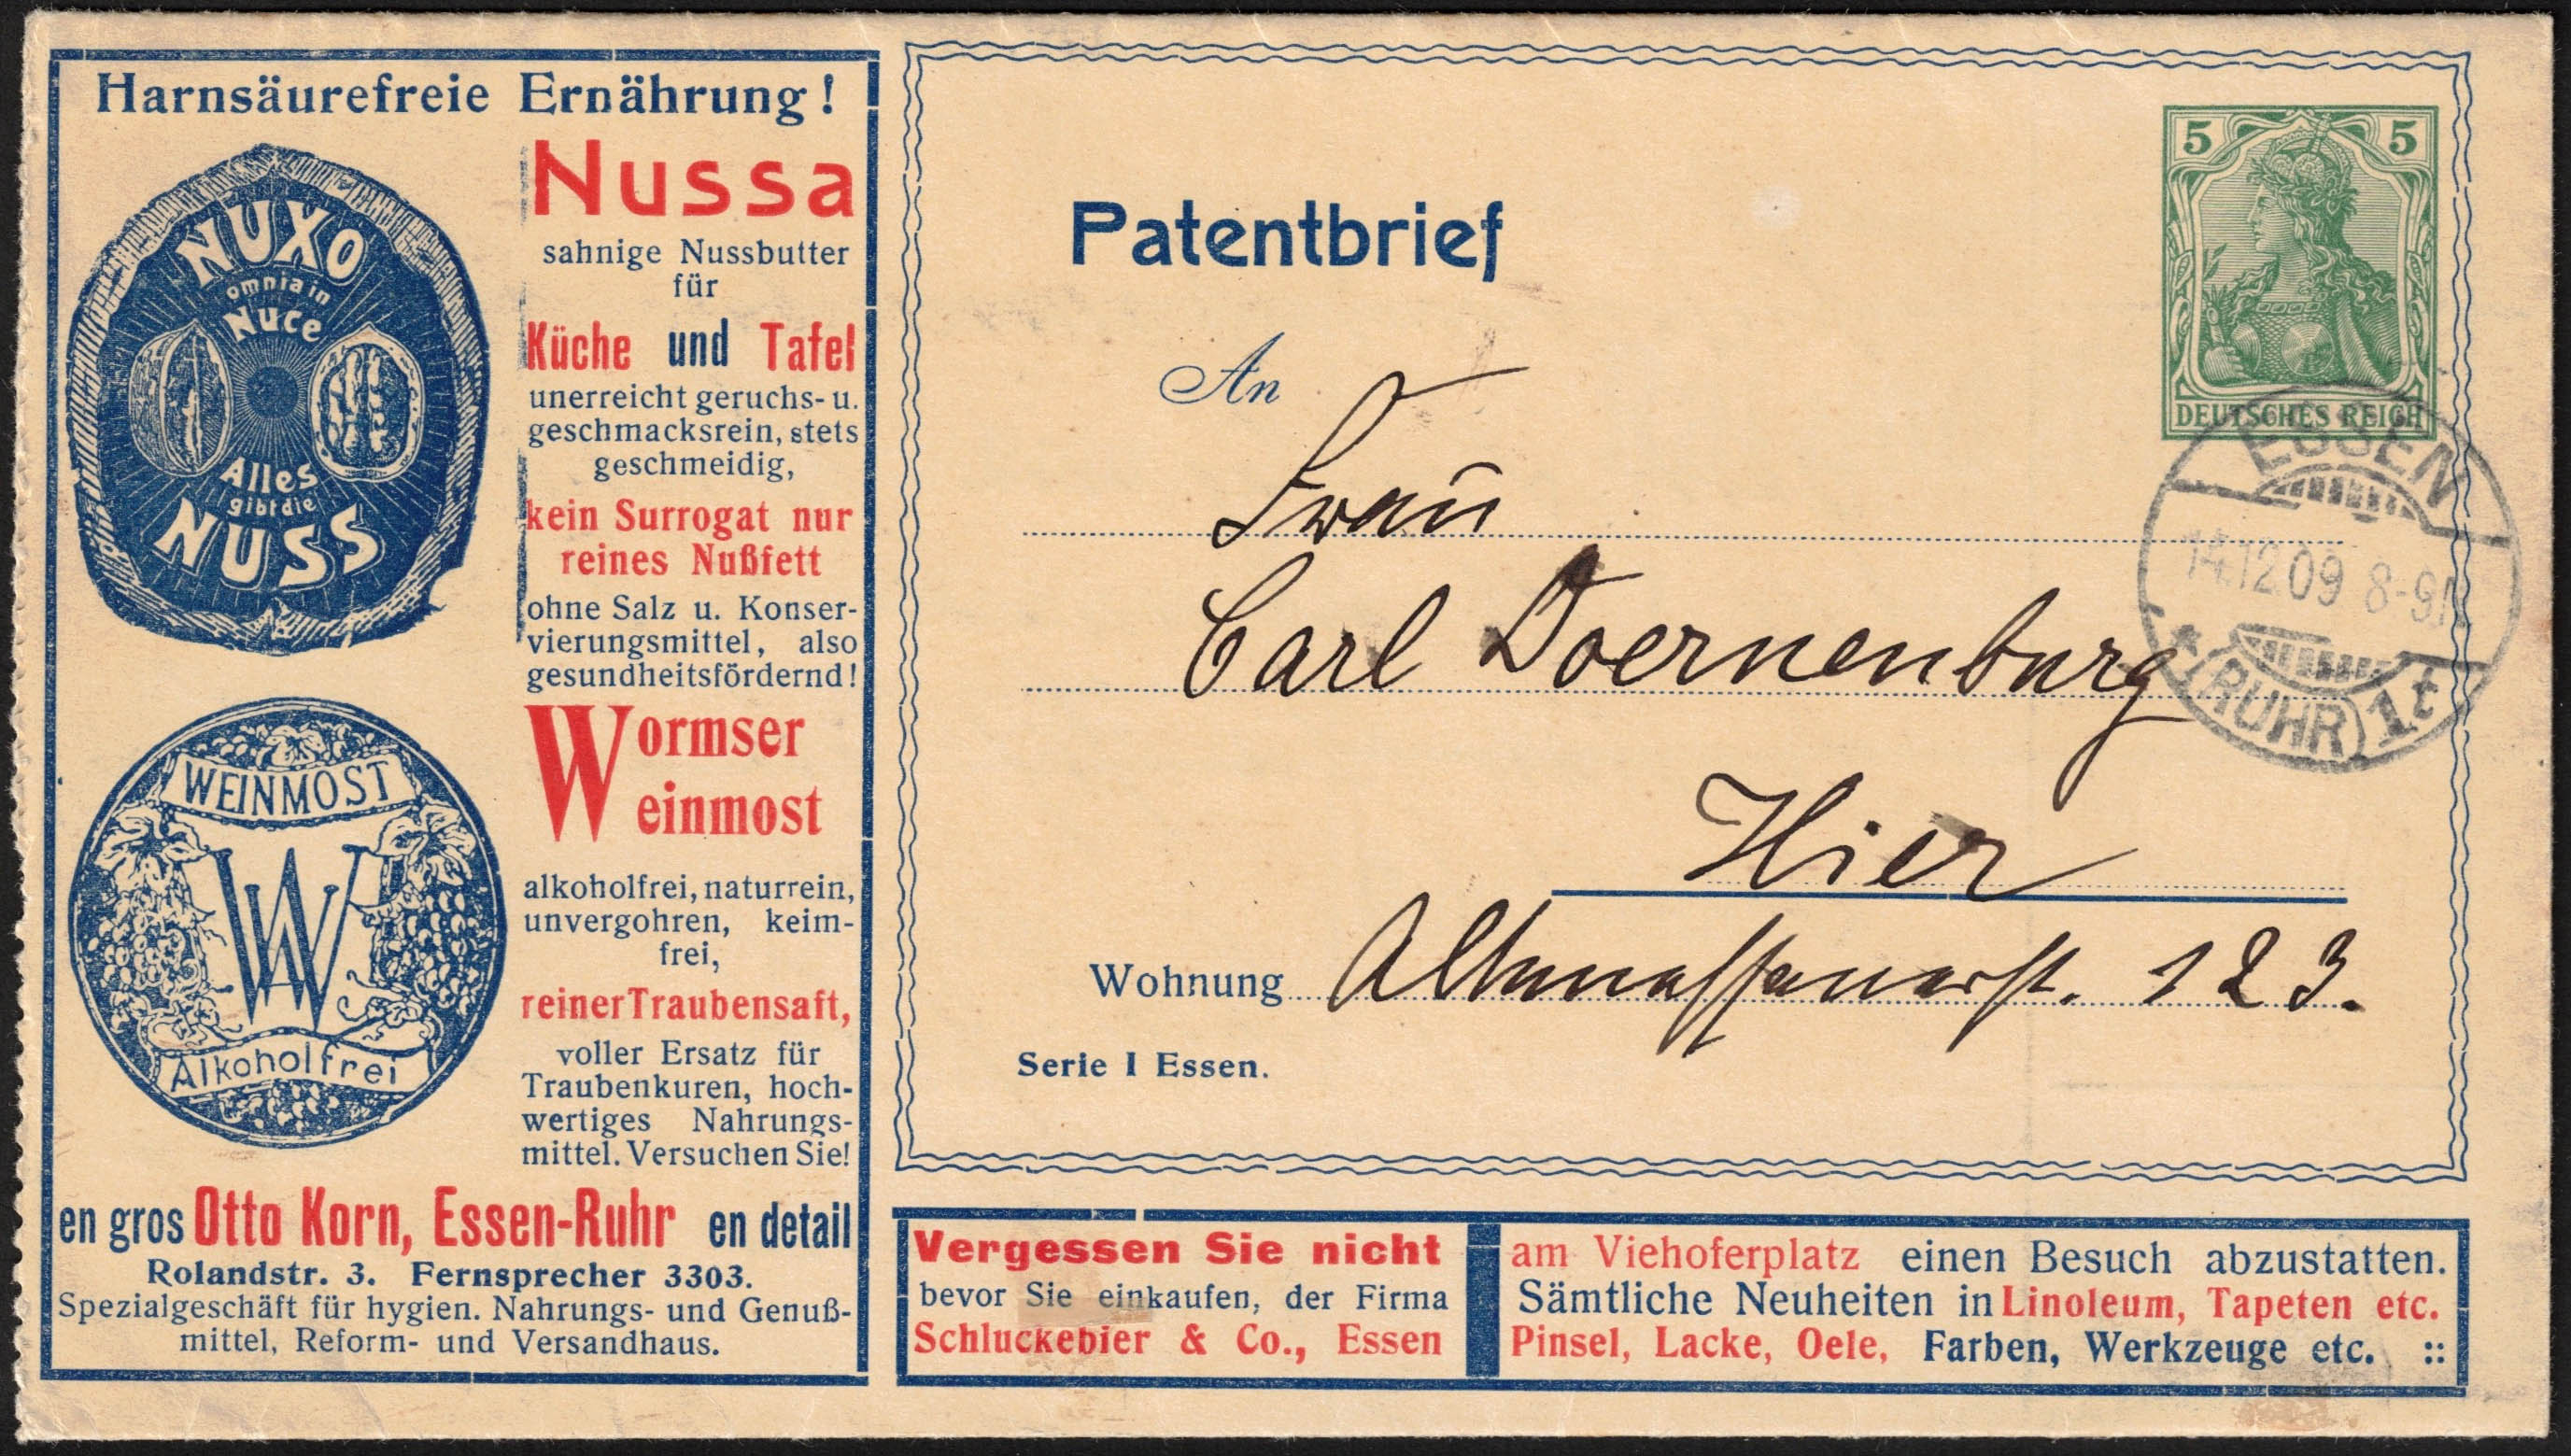 Harnsäurefreie Ernährung!
NUXO
omnia in
Nuce
Alles
gibt die
NUSS
Nussa
sahnige Nussbutter
für
Küche und Tafel
unerreicht geruchs- u.
geschmacksrein, stets
geschmeidig,
kein Surrogat nur
reines Nußfett
ohne Salz u. Konser-
vierungsmittel, also
gesundheitsfördernd!
WEINMOST
WW
Alkoholfrei
Wormser
Weinmost
alkoholfrei, naturrein,
unvergohren, keim-
frei,
reiner Traubensaft,
voller Ersatz für
Traubenkuren, hoch-
wertiges Nahrungs-
mittel. Versuchen Sie!
en gros Otto Korn, Essen-Ruhr en detail
Rolandstr. 3. Fernsprecher 3303.
Spezialgeschäft für hygien. Nahrungs- und Genuß-
mittel, Reform- und Versandhaus.
Patentbrief
5 5
DEUTSCHES REICH
ESSEN
14.12.09 8-9N
* (RUHR) 1t
An
Frau
Carl Doernenburg
Hier
Wohnung Altenessenerst. 123.
Serie I Essen.
Vergessen Sie nicht
bevor Sie einkaufen, der Firma
Schluckebier & Co., Essen
am Viehoferplatz einen Besuch abzustatten.
Sämtliche Neuheiten in Linoleum, Tapeten etc.
Pinsel, Lacke, Oele, Farben, Werkzeuge etc. ::